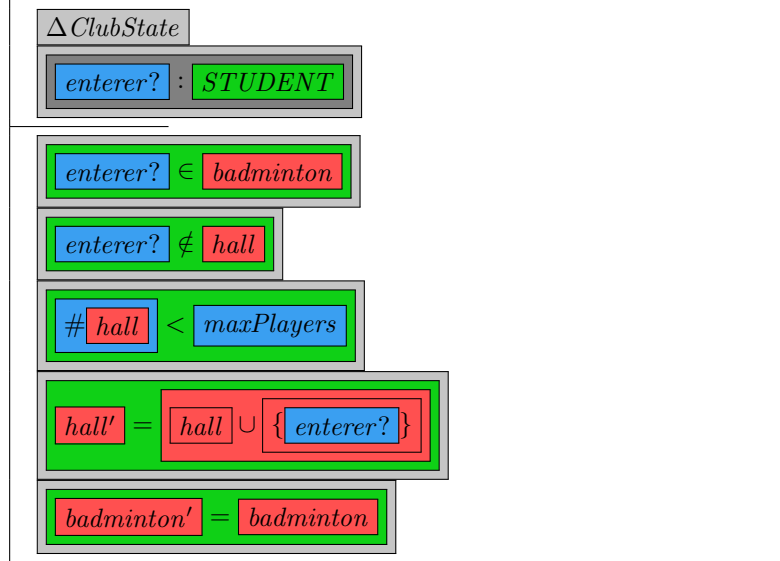 ΔClubState
enterer? : STUDENT
enterer? ∈ badminton
enterer? ∉ hall
#hall < maxPlayers
hall′ = hall ∪ {enterer?}
badminton′ = badminton